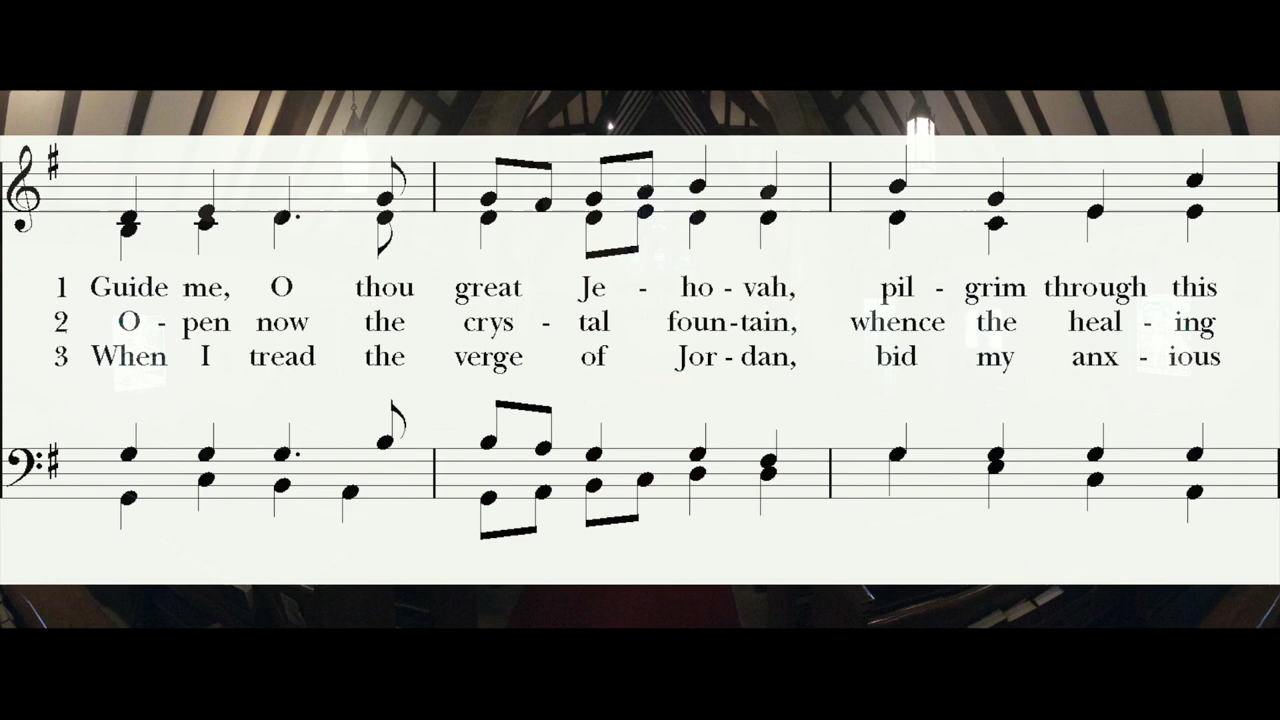 1 Guide me, O thou great Je - ho - vah, pil - grim through this
2 O - pen now the crys - tal foun - tain, whence the heal - ing
3 When I tread the verge of Jor - dan, bid my anx - ious